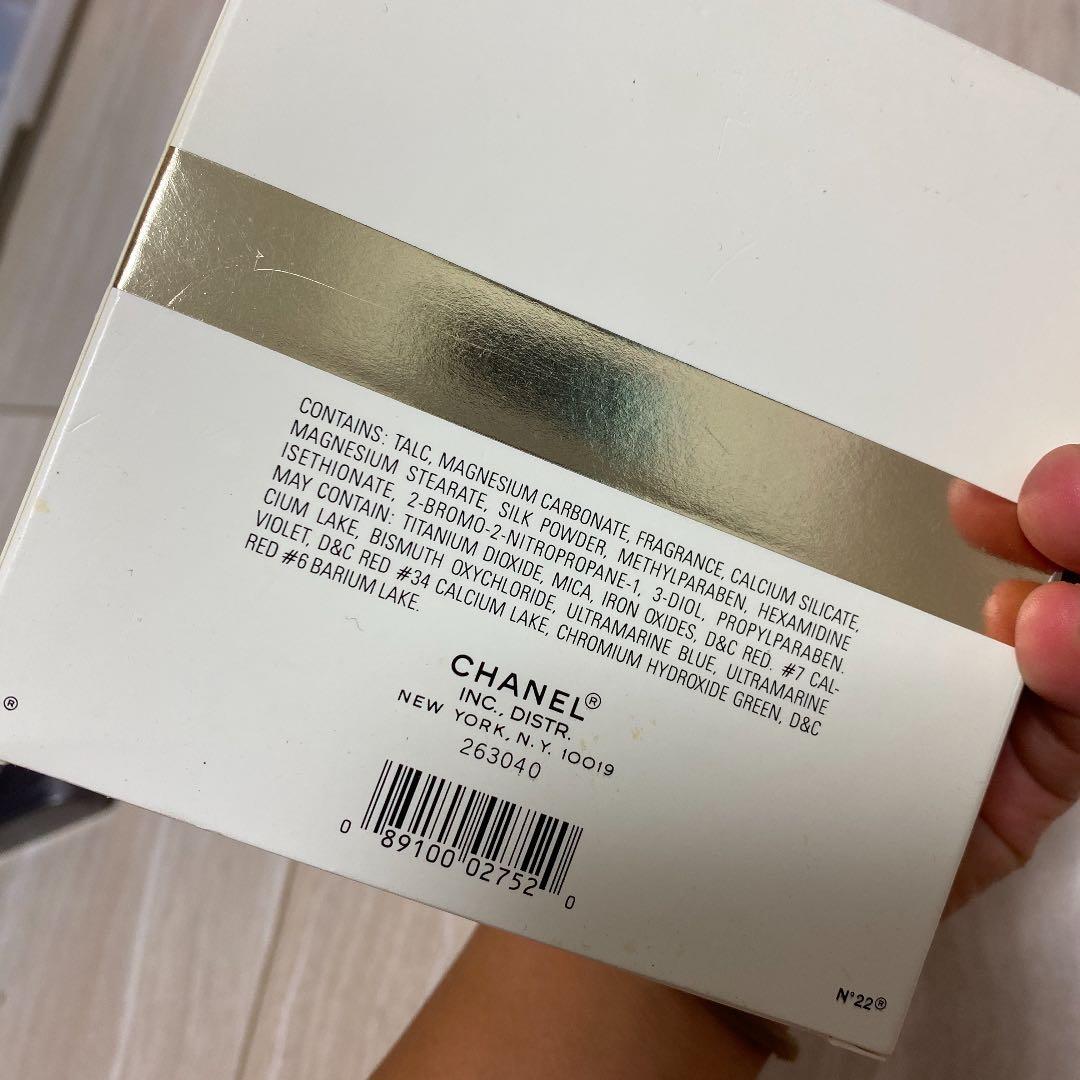 CONTAINS: TALC, MAGNESIUM CARBONATE, FRAGRANCE, CALCIUM SILICATE,
MAGNESIUM STEARATE, SILK POWDER, METHYLPARABEN, HEXAMIDINE
ISETHIONATE, 2-BROMO-2-NITROPROPANE-1, 3-DIOL, PROPYLPARABEN.
MAY CONTAIN: TITANIUM DIOXIDE, MICA, IRON OXIDES, D&C RED. #7 CAL-
CIUM LAKE, BISMUTH OXYCHLORIDE, ULTRAMARINE BLUE, ULTRAMARINE
VIOLET, D&C RED #34 CALCIUM LAKE, CHROMIUM HYDROXIDE GREEN, D&C
RED #6 BARIUM LAKE.
CHANEL®
INC., DISTR.
NEW YORK, N.Y. 10019
263040
0 89100 02752 0
®
N°22®